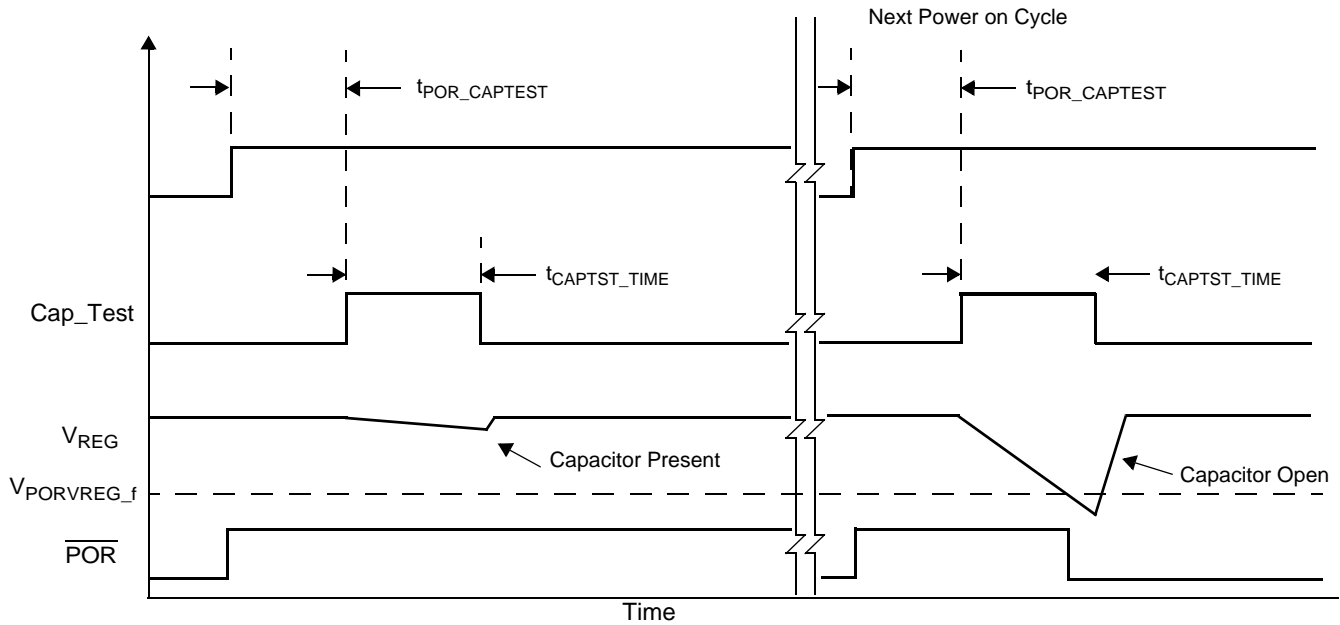 Next Power on Cycle
tPOR_CAPTEST
tPOR_CAPTEST
tCAPTST_TIME
tCAPTST_TIME
Cap_Test
VREG
Capacitor Present
Capacitor Open
VPORVREG_f
POR
Time